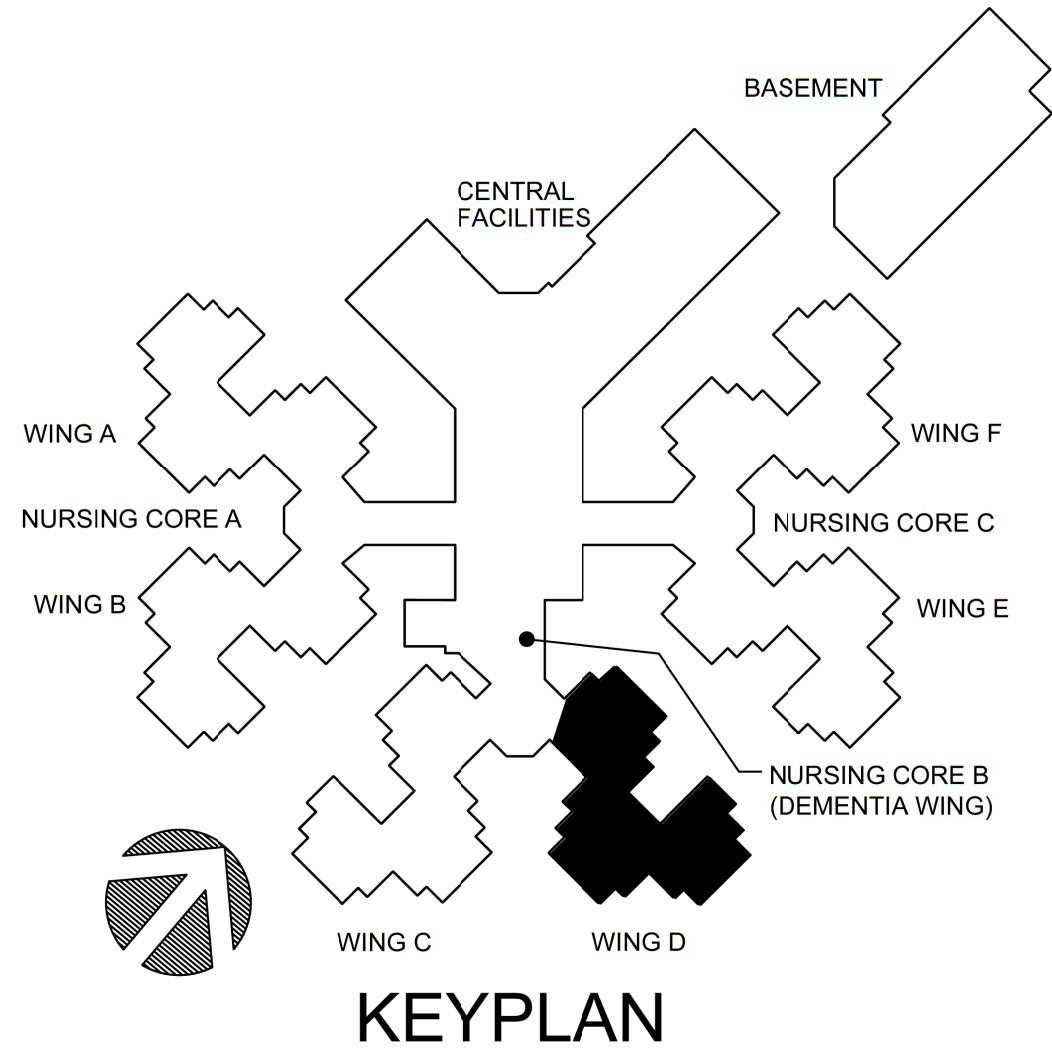 BASEMENT
CENTRAL
FACILITIES
WING A
WING F
NURSING CORE A
NURSING CORE C
WING B
WING E
NURSING CORE B
(DEMENTIA WING)
WING C
WING D
KEYPLAN